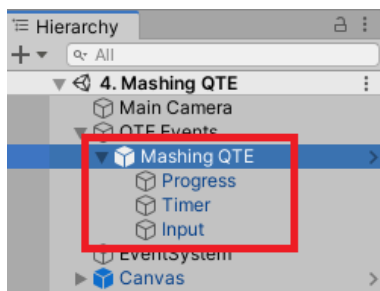 Hierarchy
All
4. Mashing QTE
Main Camera
QTE Events
Mashing QTE
Progress
Timer
Input
EventSystem
Canvas